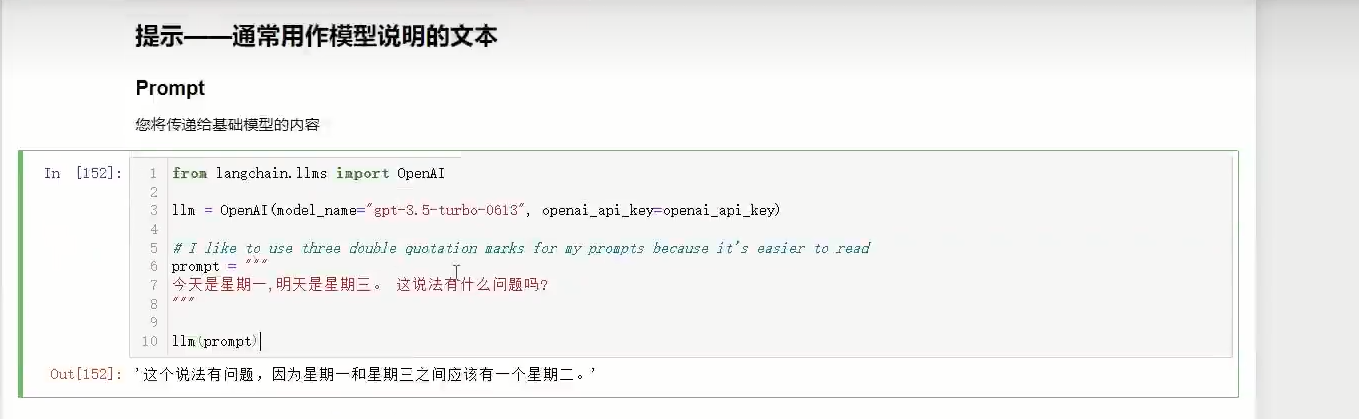 提示——通常用作模型说明的文本
Prompt
您将传递给基础模型的内容
In [152]:
1 from langchain.llms import OpenAI
2
3 llm = OpenAI(model_name="gpt-3.5-turbo-0613", openai_api_key=openai_api_key)
4
5 # I like to use three double quotation marks for my prompts because it's easier to read
6 prompt = """
7 今天是星期一,明天是星期三。 这说法有什么问题吗?
8 """
9
10 llm(prompt)
Out[152]: '这个说法有问题，因为星期一和星期三之间应该有一个星期二。'